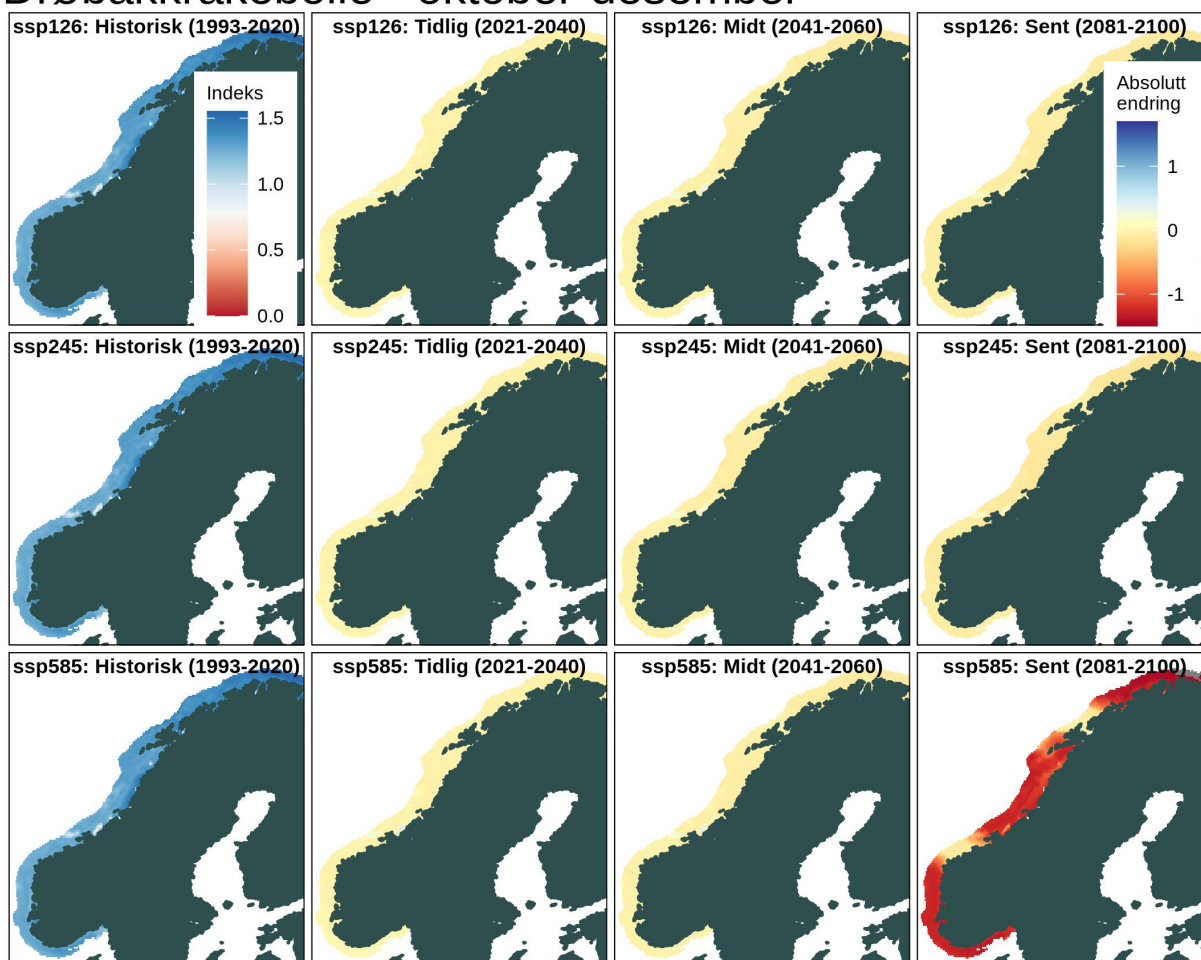 Drøbakkråkebolle - oktober-desember
ssp126: Historisk (1993-2020)
ssp126: Tidlig (2021-2040)
ssp126: Midt (2041-2060)
ssp126: Sent (2081-2100)
Indeks
1.5
1.0
0.5
0.0
Absolutt
endring
1
0
-1
ssp245: Historisk (1993-2020)
ssp245: Tidlig (2021-2040)
ssp245: Midt (2041-2060)
ssp245: Sent (2081-2100)
ssp585: Historisk (1993-2020)
ssp585: Tidlig (2021-2040)
ssp585: Midt (2041-2060)
ssp585: Sent (2081-2100)